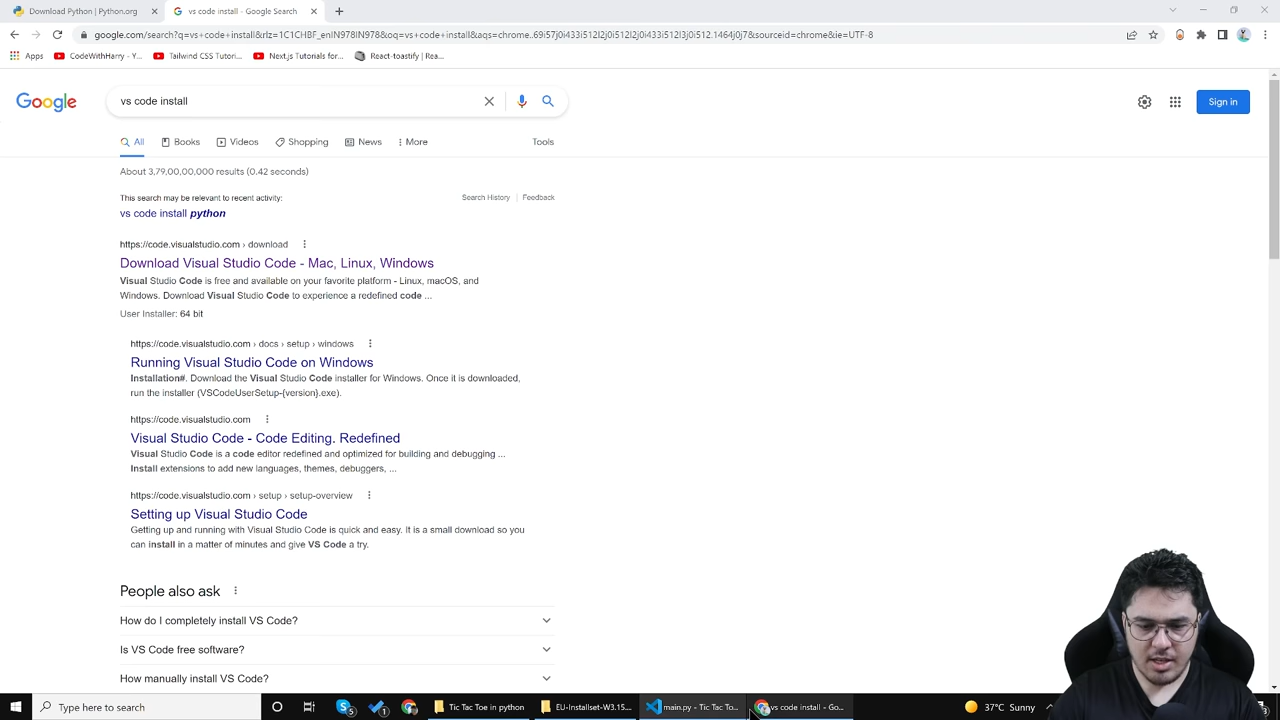 Download Python | Python.org
vs code install - Google Search
google.com/search?q=vs+code+install&rlz=1C1CHBF_enIN978IN978&oq=vs+code+install&aqs=chrome..69i57j0i433i512l2j0i512l2j0i433i512l3j0i512.1464j0j7&sourceid=chrome&ie=UTF-8
Apps
CodeWithHarry - Y...
Tailwind CSS Tutori...
Next.js Tutorials for...
React-toastify | Rea...
Google
vs code install
Sign in
All
Books
Videos
Shopping
News
More
Tools
About 3,79,00,00,000 results (0.42 seconds)
This search may be relevant to recent activity:
Search History
Feedback
vs code install python
https://code.visualstudio.com › download
Download Visual Studio Code - Mac, Linux, Windows
Visual Studio Code is free and available on your favorite platform - Linux, macOS, and
Windows. Download Visual Studio Code to experience a redefined code ...
User Installer: 64 bit
https://code.visualstudio.com › docs › setup › windows
Running Visual Studio Code on Windows
Installation#. Download the Visual Studio Code installer for Windows. Once it is downloaded,
run the installer (VSCodeUserSetup-{version}.exe).
https://code.visualstudio.com
Visual Studio Code - Code Editing. Redefined
Visual Studio Code is a code editor redefined and optimized for building and debugging ...
Install extensions to add new languages, themes, debuggers, ...
https://code.visualstudio.com › setup › setup-overview
Setting up Visual Studio Code
Getting up and running with Visual Studio Code is quick and easy. It is a small download so you
can install in a matter of minutes and give VS Code a try.
People also ask
How do I completely install VS Code?
Is VS Code free software?
How manually install VS Code?
Type here to search
5
1
Tic Tac Toe in python
EU-Installset-W3.15...
main.py - Tic Tac To...
vs code install - Go...
37°C Sunny